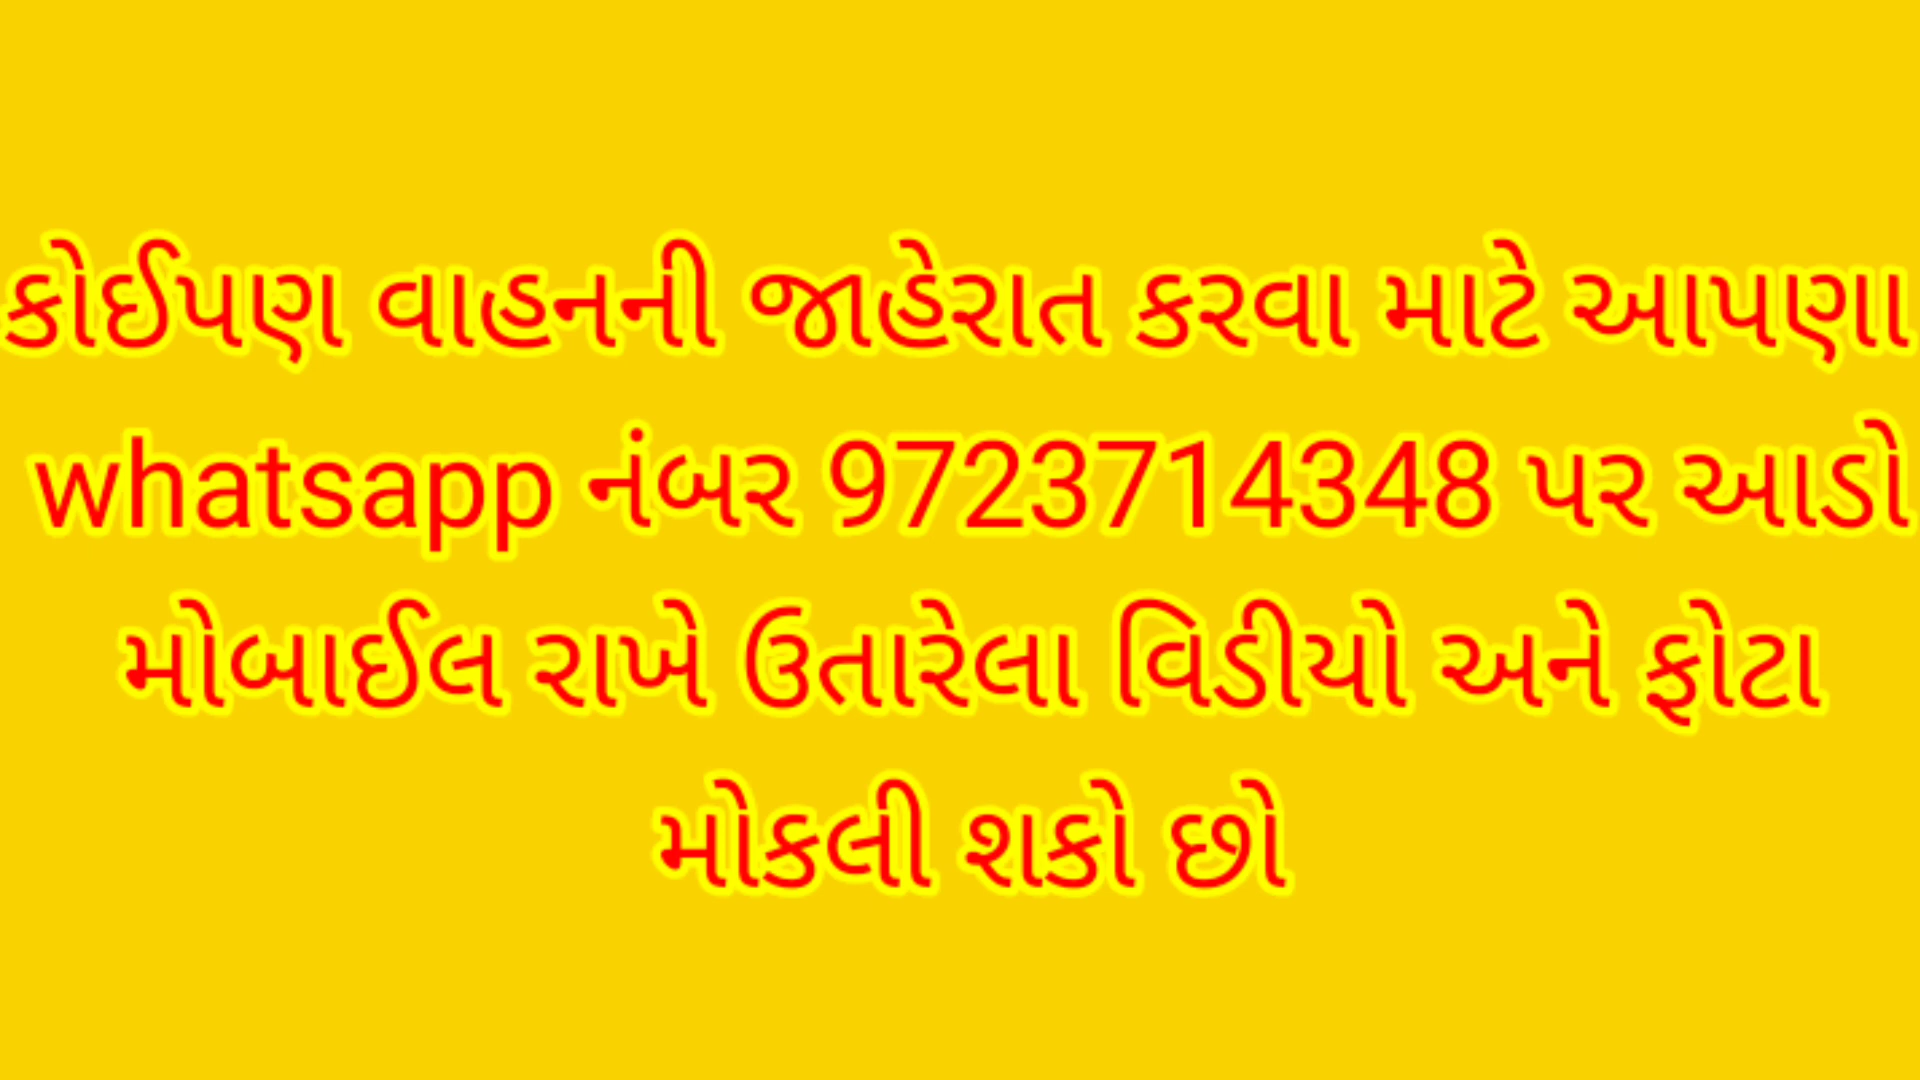 કોઈપણ વાહનની જાહેરાત કરવા માટે આપણા
whatsapp નંબર 9723714348 પર આડો
મોબાઈલ રાખે ઉતારેલા વિડીયો અને ફોટા
મોકલી શકો છો